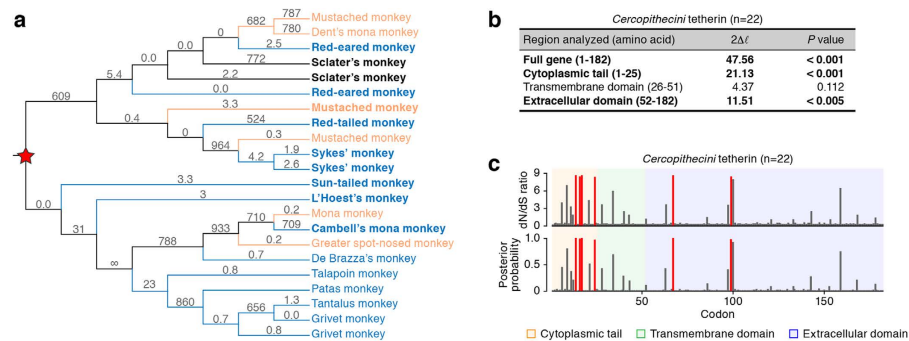 a
787
Mustached monkey
682
780
Dent's mona monkey
0
2.5
Red-eared monkey
0.0
772
Sclater's monkey
0.0
2.2
Sclater's monkey
5.4
0.0
Red-eared monkey
609
3.3
Mustached monkey
0.4
524
Red-tailed monkey
0
0.3
Mustached monkey
964
1.9
Sykes' monkey
4.2
2.6
Sykes' monkey
3.3
Sun-tailed monkey
0.0
3
L'Hoest's monkey
31
0.2
Mona monkey
710
709
Cambell's mona monkey
933
0.2
Greater spot-nosed monkey
788
0.7
De Brazza's monkey
∞
0.8
Talapoin monkey
23
Patas monkey
860
1.3
Tantalus monkey
656
0.0
Grivet monkey
0.7
0.8
Grivet monkey
b
Cercopithecini tetherin (n=22)
Region analyzed (amino acid) 2Δℓ P value
Full gene (1-182) 47.56 < 0.001
Cytoplasmic tail (1-25) 21.13 < 0.001
Transmembrane domain (26-51) 4.37 0.112
Extracellular domain (52-182) 11.51 < 0.005
c
Cercopithecini tetherin (n=22)
dN/dS ratio
9
6
3
0
Posterior
probability
1.0
0.5
0
50 100 150
Codon
Cytoplasmic tail Transmembrane domain Extracellular domain